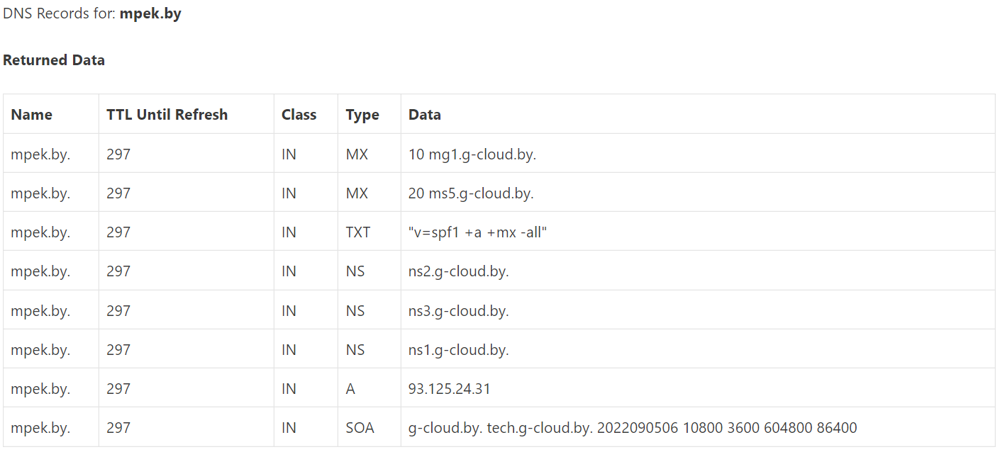 DNS Records for: mpek.by
Returned Data
Name TTL Until Refresh Class Type Data
mpek.by. 297 IN MX 10 mg1.g-cloud.by.
mpek.by. 297 IN MX 20 ms5.g-cloud.by.
mpek.by. 297 IN TXT "v=spf1 +a +mx -all"
mpek.by. 297 IN NS ns2.g-cloud.by.
mpek.by. 297 IN NS ns3.g-cloud.by.
mpek.by. 297 IN NS ns1.g-cloud.by.
mpek.by. 297 IN A 93.125.24.31
mpek.by. 297 IN SOA g-cloud.by. tech.g-cloud.by. 2022090506 10800 3600 604800 86400